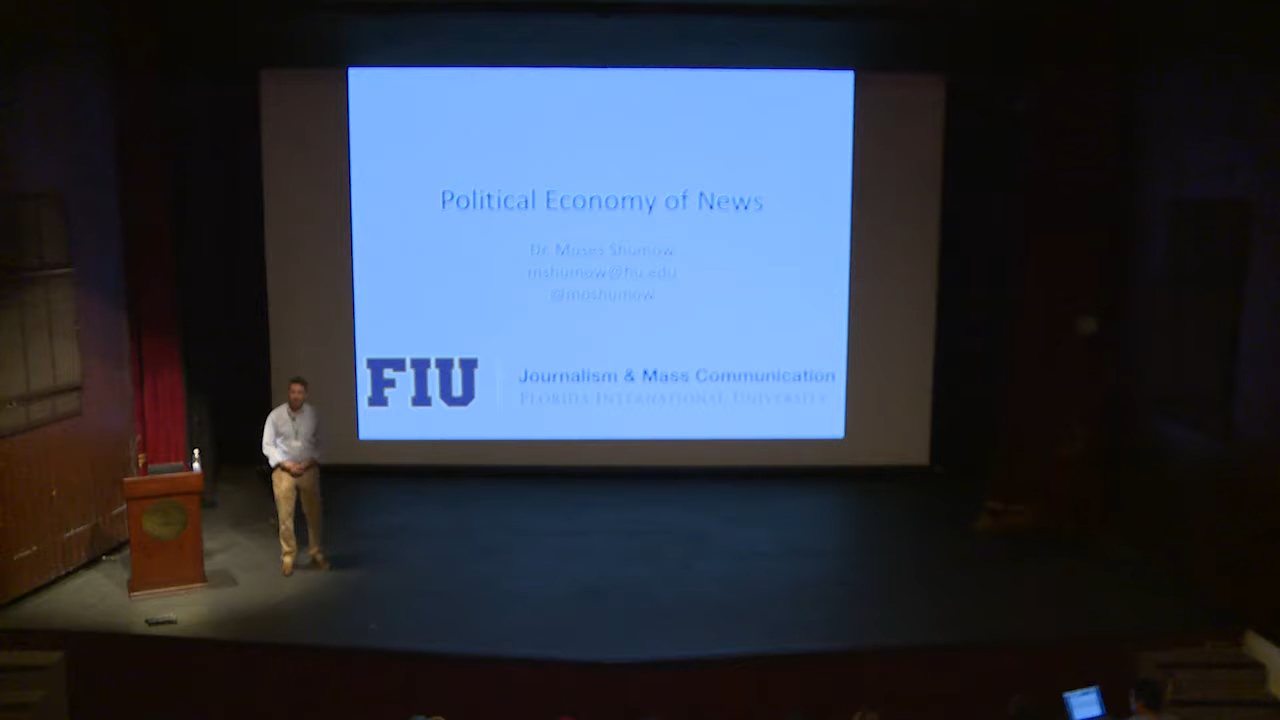 Political Economy of News
Dr. Moses Shumow
mshumow@fiu.edu
@moshumow
FIU
Journalism & Mass Communication
FLORIDA INTERNATIONAL UNIVERSITY